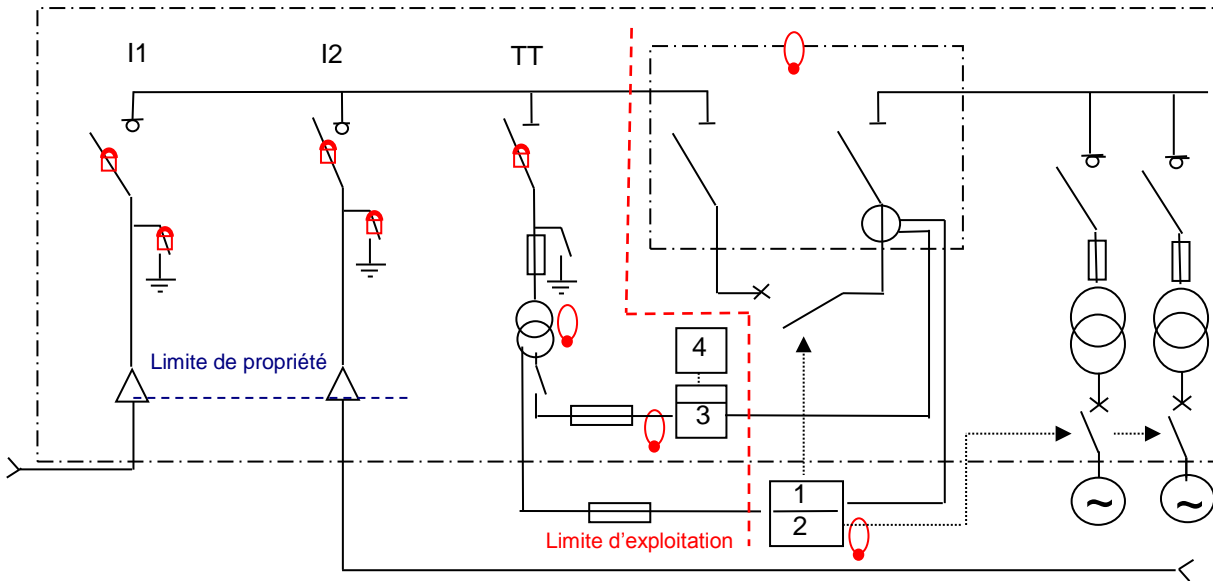 I1
I2
TT
Limite de propriété
4
3
1
2
Limite d'exploitation
~
~